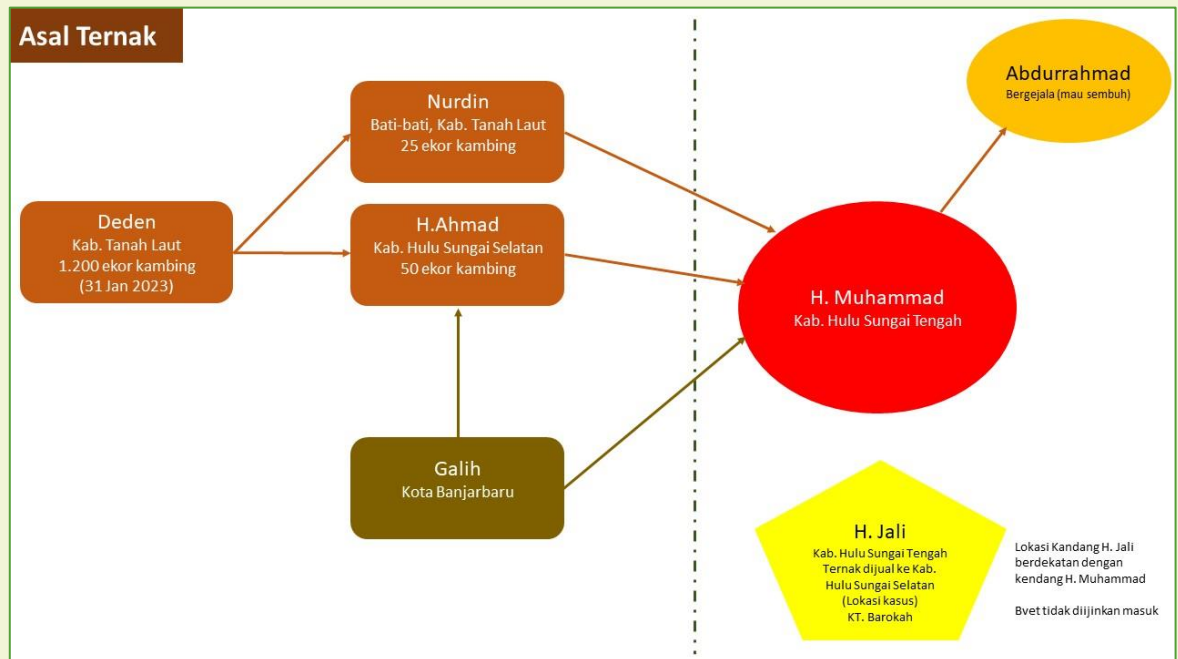 Asal Ternak
Abdurrahmad
Bergejala (mau sembuh)
Nurdin
Bati-bati, Kab. Tanah Laut
25 ekor kambing
Deden
Kab. Tanah Laut
1.200 ekor kambing
(31 Jan 2023)
H.Ahmad
Kab. Hulu Sungai Selatan
50 ekor kambing
H. Muhammad
Kab. Hulu Sungai Tengah
Galih
Kota Banjarbaru
H. Jali
Kab. Hulu Sungai Tengah
Ternak dijual ke Kab.
Hulu Sungai Selatan
(Lokasi kasus)
KT. Barokah
Lokasi Kandang H. Jali
berdekatan dengan
kendang H. Muhammad
Bvet tidak diijinkan masuk